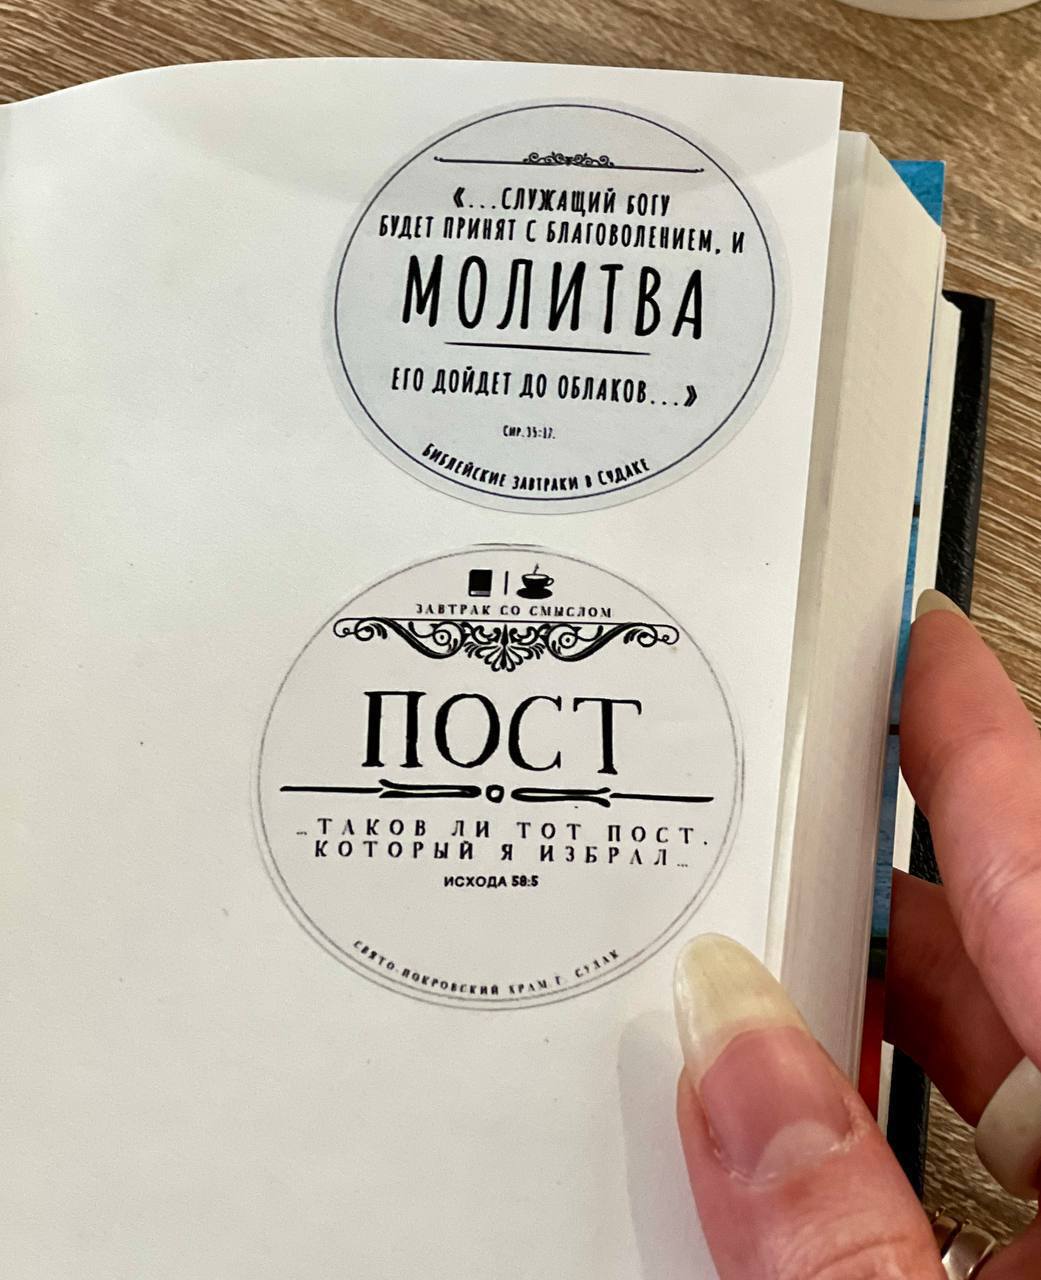 «...СЛУЖАЩИЙ БОГУ
БУДЕТ ПРИНЯТ С БЛАГОВОЛЕНИЕМ, И
МОЛИТВА
ЕГО ДОЙДЕТ ДО ОБЛАКОВ...»
Сир. 35:17.
БИБЛЕЙСКИЕ ЗАВТРАКИ В СУДАКЕ
ЗАВТРАК СО СМЫСЛОМ
ПОСТ
...ТАКОВ ЛИ ТОТ ПОСТ,
КОТОРЫЙ Я ИЗБРАЛ...
ИСХОДА 58:5
СВЯТО-ПОКРОВСКИЙ ХРАМ Г. СУДАК